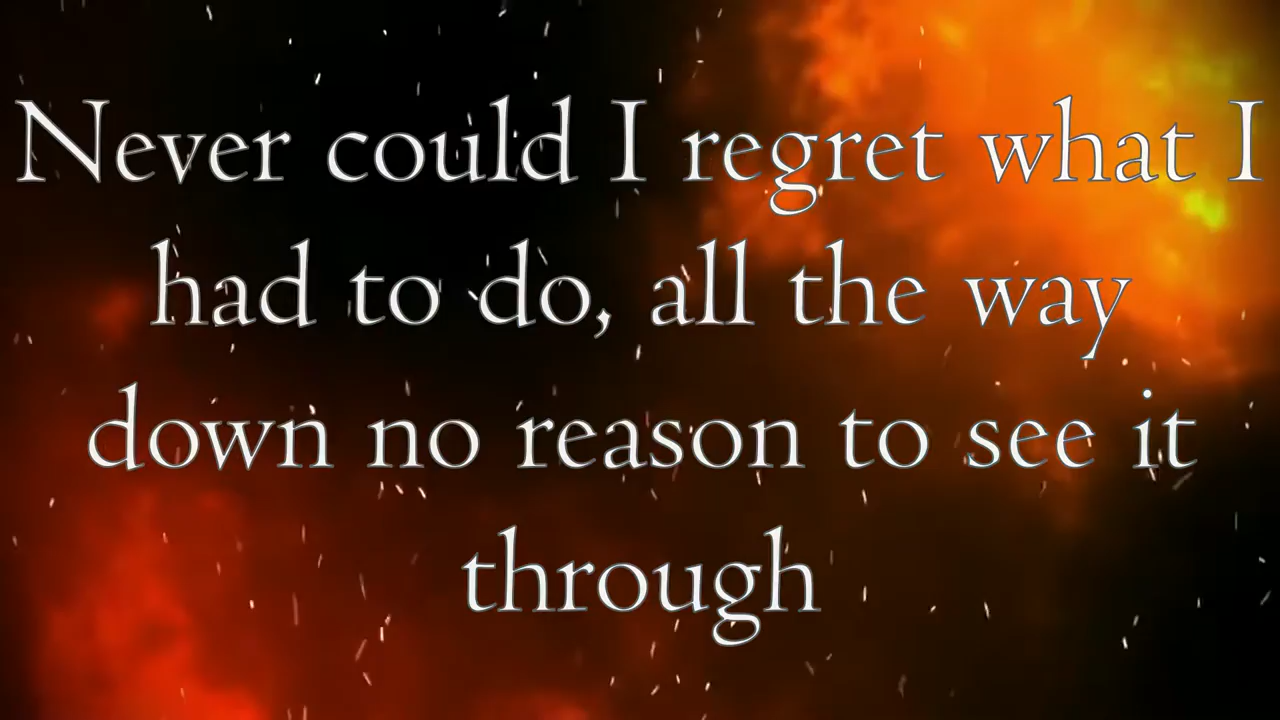 Never could I regret what I
had to do, all the way
down no reason to see it
through